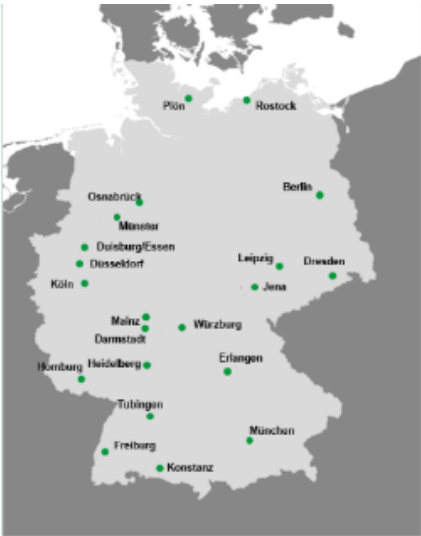 Plön
Rostock
Berlin
Osnabrück
Münster
Duisburg/Essen
Leipzig
Dresden
Düsseldorf
Köln
Jena
Mainz
Würzburg
Darmstadt
Erlangen
Homburg
Heidelberg
Tübingen
München
Freiburg
Konstanz